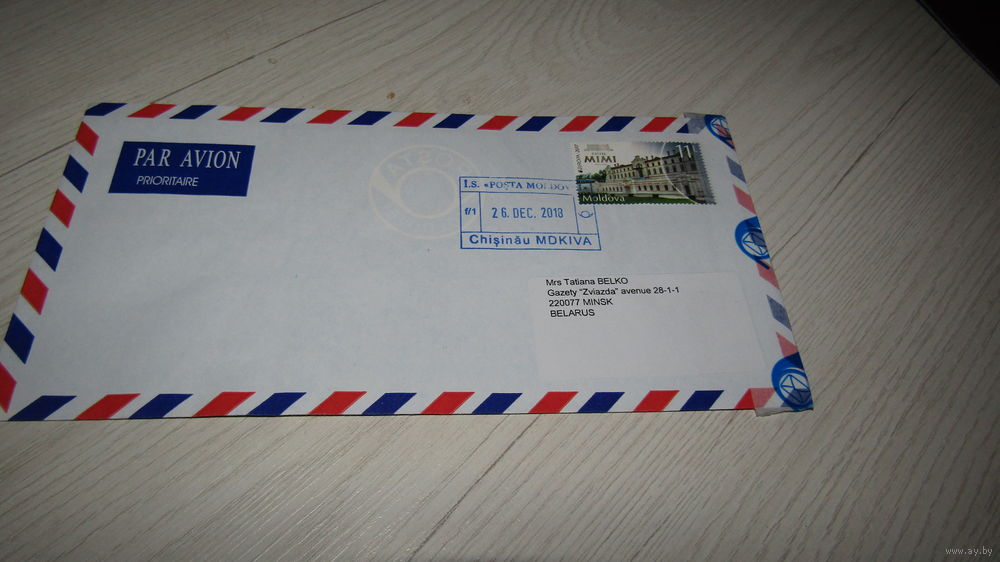 PAR AVION
PRIORITAIRE
MIMI
Moldova
I.S. «POŞTA MOLDOV
f/1
26. DEC. 2018
Chişinău MDKIVA
Mrs Tatiana BELKO
Gazety "Zviazda" avenue 28-1-1
220077 MINSK
BELARUS
www.ay.by